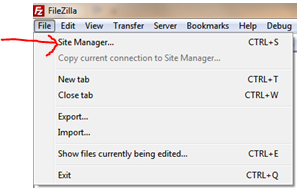 FileZilla
File Edit View Transfer Server Bookmarks Help Debug
Site Manager... CTRL+S
Copy current connection to Site Manager...
New tab CTRL+T
Close tab CTRL+W
Export...
Import...
Show files currently being edited... CTRL+E
Exit CTRL+Q